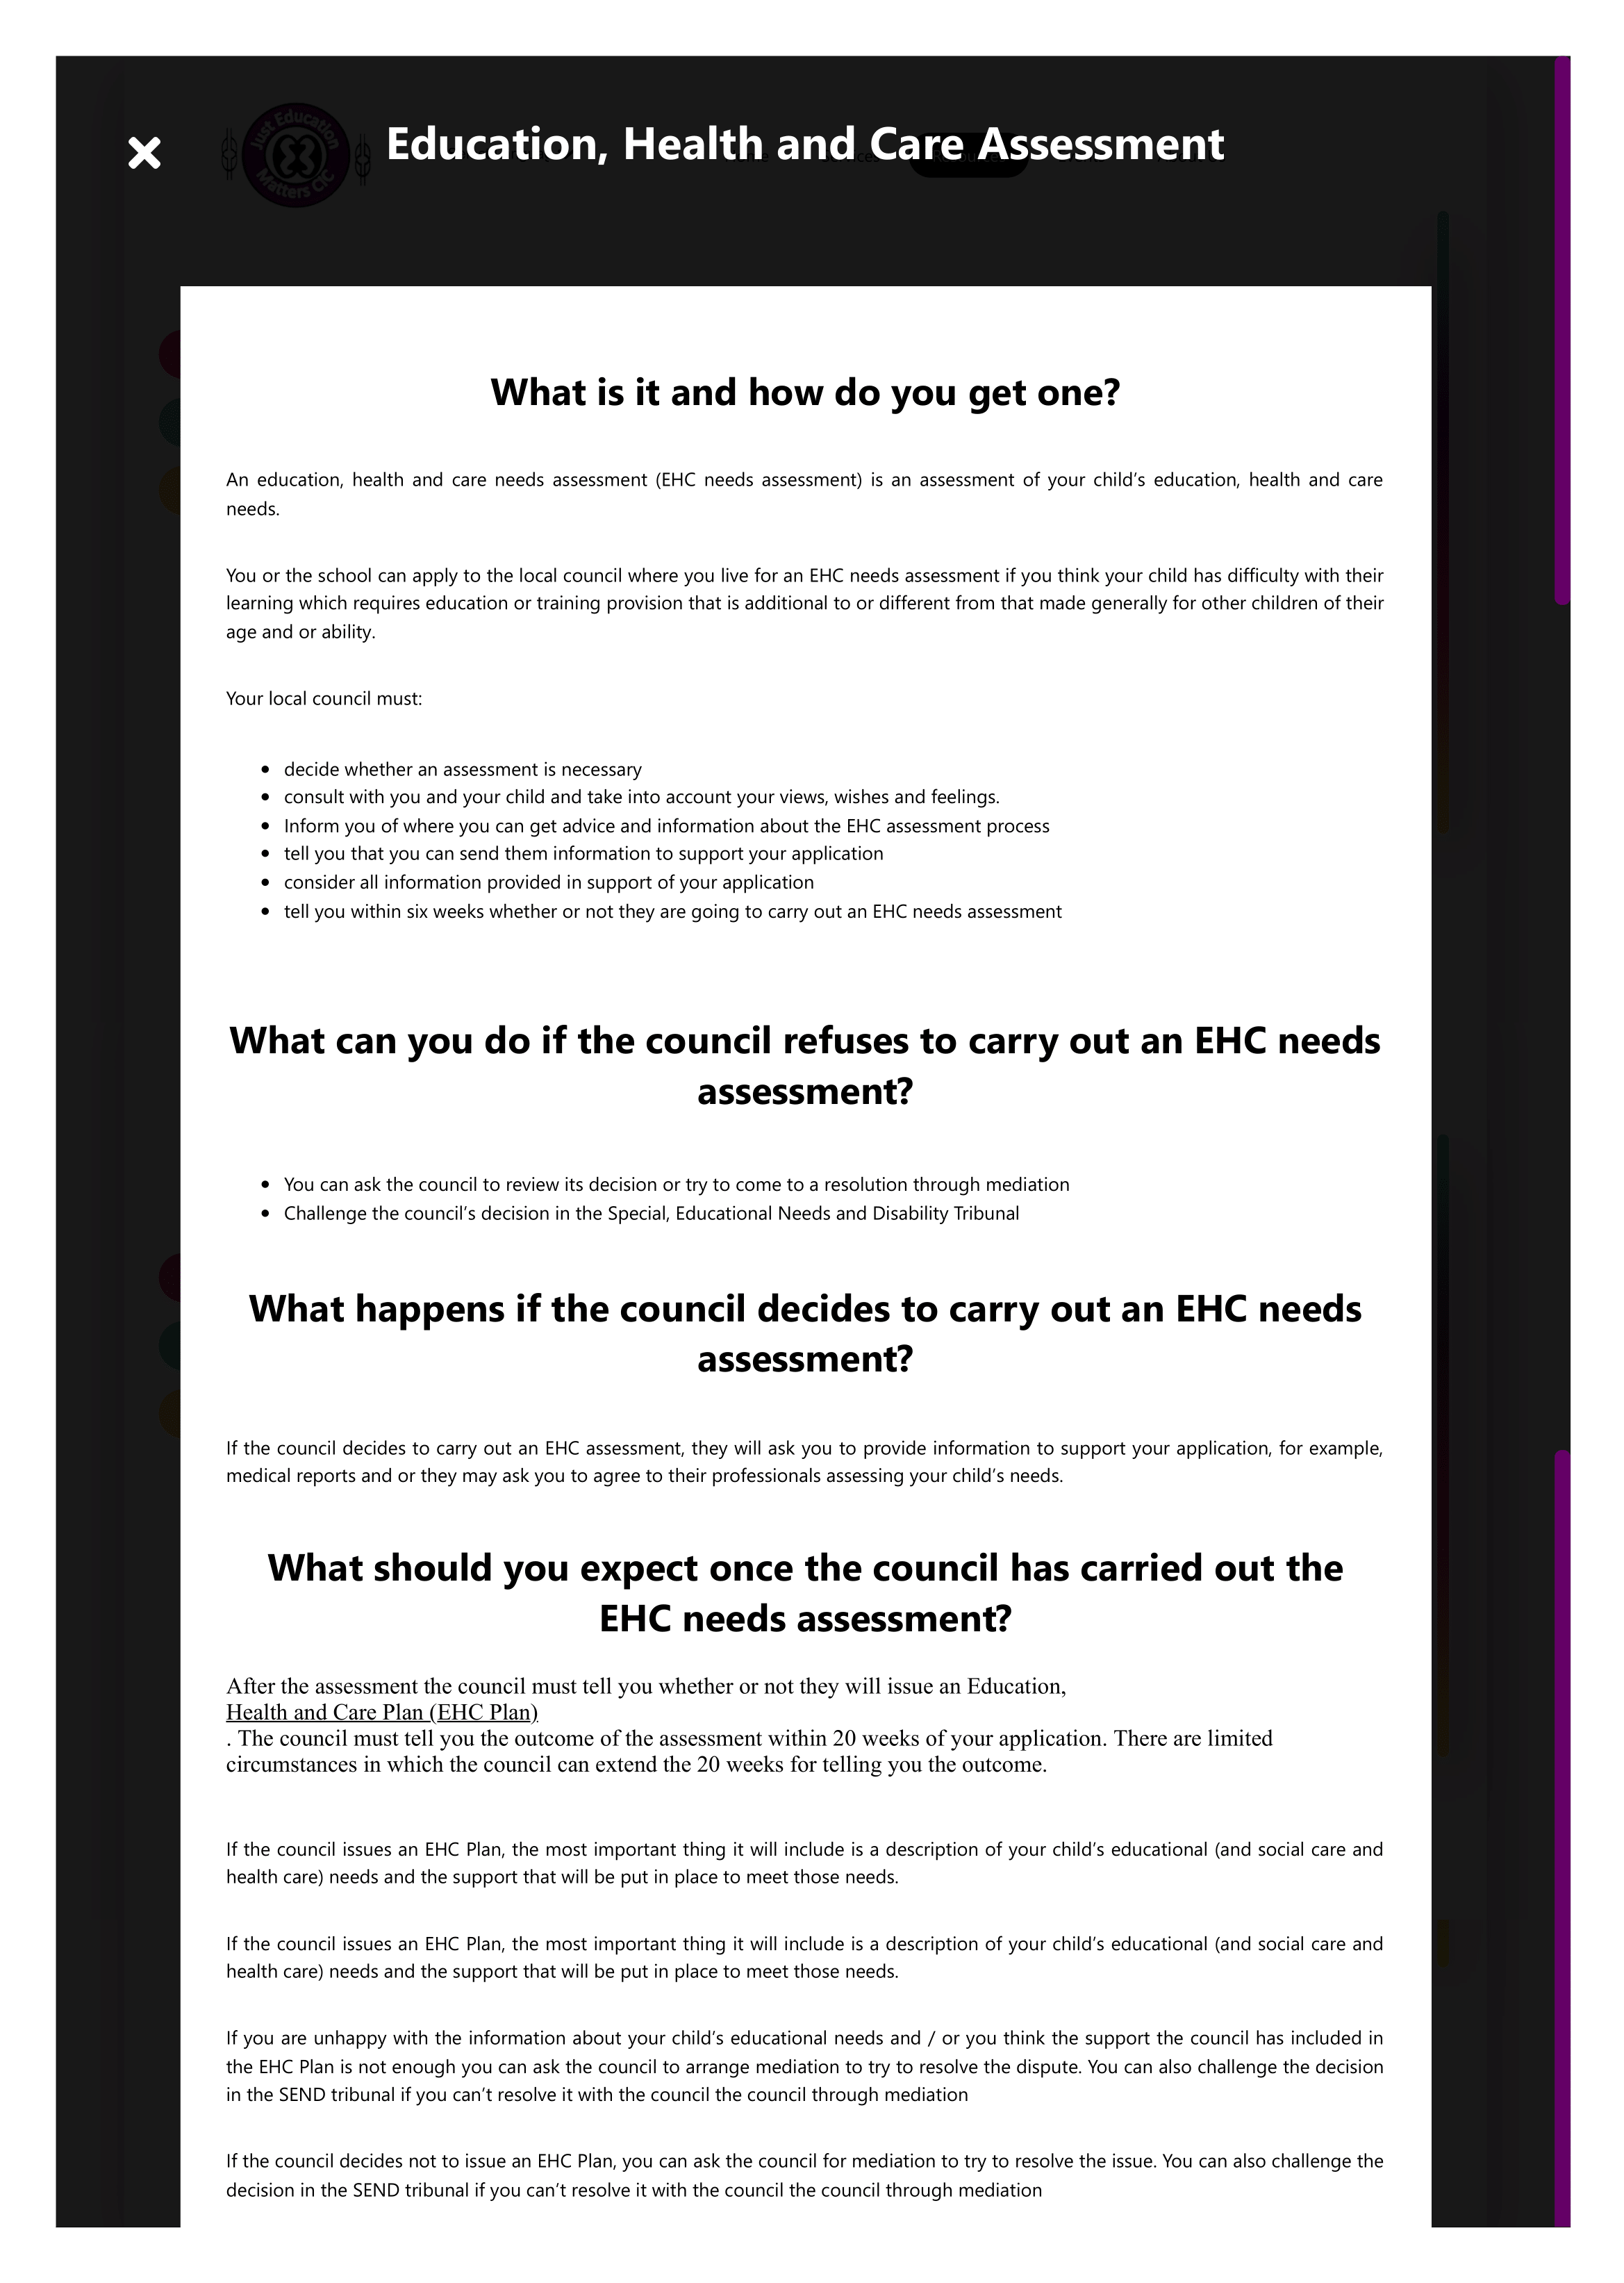 Just Education
Matters CIC
Education, Health and Care Assessment
What is it and how do you get one?
An education, health and care needs assessment (EHC needs assessment) is an assessment of your child’s education, health and care
needs.
You or the school can apply to the local council where you live for an EHC needs assessment if you think your child has difficulty with their
learning which requires education or training provision that is additional to or different from that made generally for other children of their
age and or ability.
Your local council must:
• decide whether an assessment is necessary
• consult with you and your child and take into account your views, wishes and feelings.
• Inform you of where you can get advice and information about the EHC assessment process
• tell you that you can send them information to support your application
• consider all information provided in support of your application
• tell you within six weeks whether or not they are going to carry out an EHC needs assessment
What can you do if the council refuses to carry out an EHC needs
assessment?
• You can ask the council to review its decision or try to come to a resolution through mediation
• Challenge the council’s decision in the Special, Educational Needs and Disability Tribunal
What happens if the council decides to carry out an EHC needs
assessment?
If the council decides to carry out an EHC assessment, they will ask you to provide information to support your application, for example,
medical reports and or they may ask you to agree to their professionals assessing your child’s needs.
What should you expect once the council has carried out the
EHC needs assessment?
After the assessment the council must tell you whether or not they will issue an Education,
Health and Care Plan (EHC Plan)
. The council must tell you the outcome of the assessment within 20 weeks of your application. There are limited
circumstances in which the council can extend the 20 weeks for telling you the outcome.
If the council issues an EHC Plan, the most important thing it will include is a description of your child’s educational (and social care and
health care) needs and the support that will be put in place to meet those needs.
If the council issues an EHC Plan, the most important thing it will include is a description of your child’s educational (and social care and
health care) needs and the support that will be put in place to meet those needs.
If you are unhappy with the information about your child’s educational needs and / or you think the support the council has included in
the EHC Plan is not enough you can ask the council to arrange mediation to try to resolve the dispute. You can also challenge the decision
in the SEND tribunal if you can’t resolve it with the council the council through mediation
If the council decides not to issue an EHC Plan, you can ask the council for mediation to try to resolve the issue. You can also challenge the
decision in the SEND tribunal if you can’t resolve it with the council the council through mediation